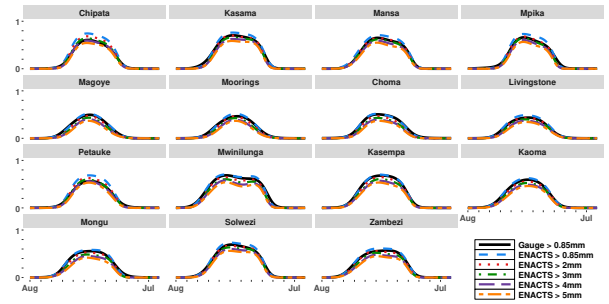 Chipata Kasama Mansa Mpika
1
0
Magoye Moorings Choma Livingstone
1
0
Petauke Mwinilunga Kasempa Kaoma
1
0
Aug Jul
Mongu Solwezi Zambezi
1
0
Aug Jul Aug Jul Aug Jul
Gauge > 0.85mm
ENACTS > 0.85mm
ENACTS > 2mm
ENACTS > 3mm
ENACTS > 4mm
ENACTS > 5mm